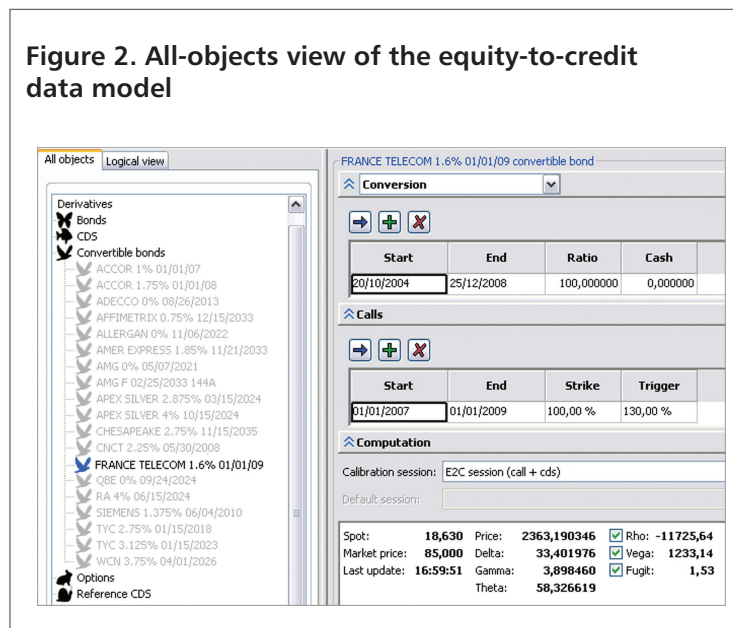 Figure 2. All-objects view of the equity-to-credit
data model
All objects
Logical view
Derivatives
Bonds
CDS
Convertible bonds
ACCOR 1% 01/01/07
ACCOR 1.75% 01/01/08
ADECCO 0% 08/26/2013
AFFIMETRIX 0.75% 12/15/2033
ALLERGAN 0% 11/06/2022
AMER EXPRESS 1.85% 11/21/2033
AMG 0% 05/07/2021
AMG F 02/25/2033 144A
APEX SILVER 2.875% 03/15/2024
APEX SILVER 4% 10/15/2024
CHESAPEAKE 2.75% 11/15/2035
CNCT 2.25% 05/30/2008
FRANCE TELECOM 1.6% 01/01/09
QBE 0% 09/24/2024
RA 4% 06/15/2024
SIEMENS 1.375% 06/04/2010
TYC 2.75% 01/15/2018
TYC 3.125% 01/15/2023
WCN 3.75% 04/01/2026
Options
Reference CDS
FRANCE TELECOM 1.6% 01/01/09 convertible bond
Conversion
Start End Ratio Cash
20/10/2004 25/12/2008 100,000000 0,000000
Calls
Start End Strike Trigger
01/01/2007 01/01/2009 100,00 % 130,00 %
Computation
Calibration session: E2C session (call + cds)
Default session:
Spot: 18,630 Price: 2363,190346 Rho: -11725,64
Market price: 85,000 Delta: 33,401976 Vega: 1233,14
Last update: 16:59:51 Gamma: 3,898460 Fugit: 1,53
Theta: 58,326619